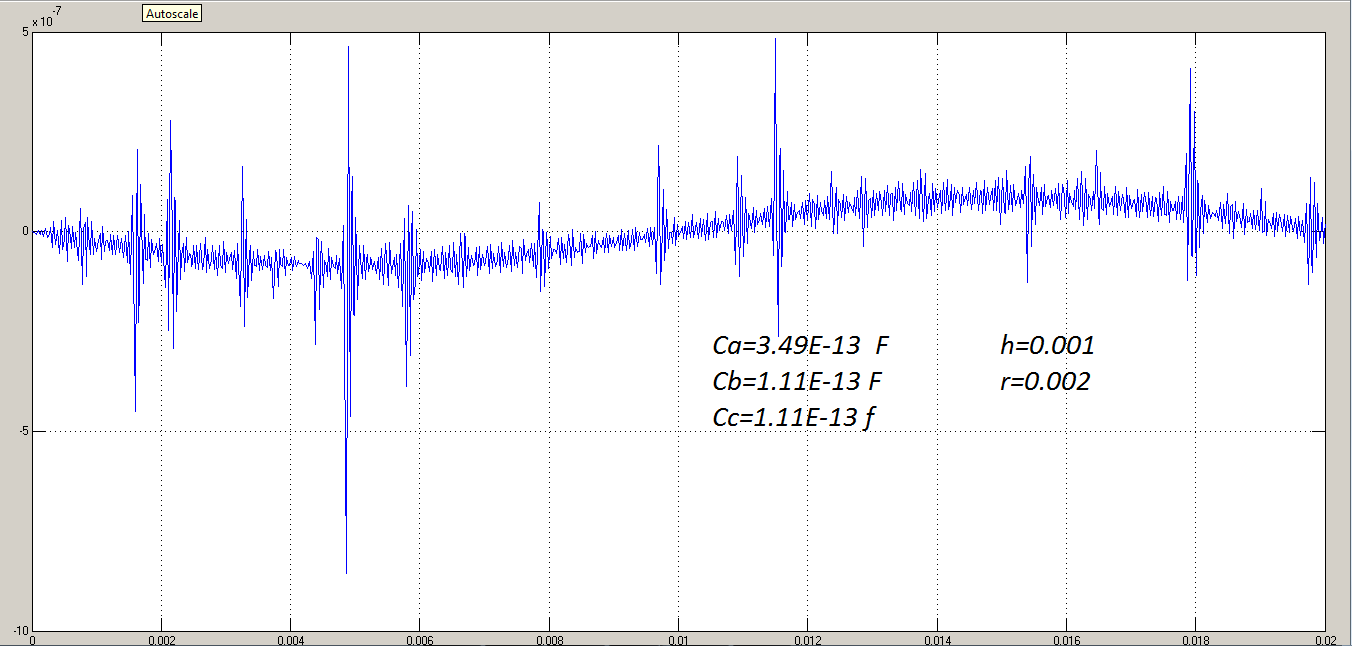 Autoscale
x 10
-7
5
0
-5
-10
Ca=3.49E-13 F h=0.001
Cb=1.11E-13 F r=0.002
Cc=1.11E-13 f
0 0.002 0.004 0.006 0.008 0.01 0.012 0.014 0.016 0.018 0.02